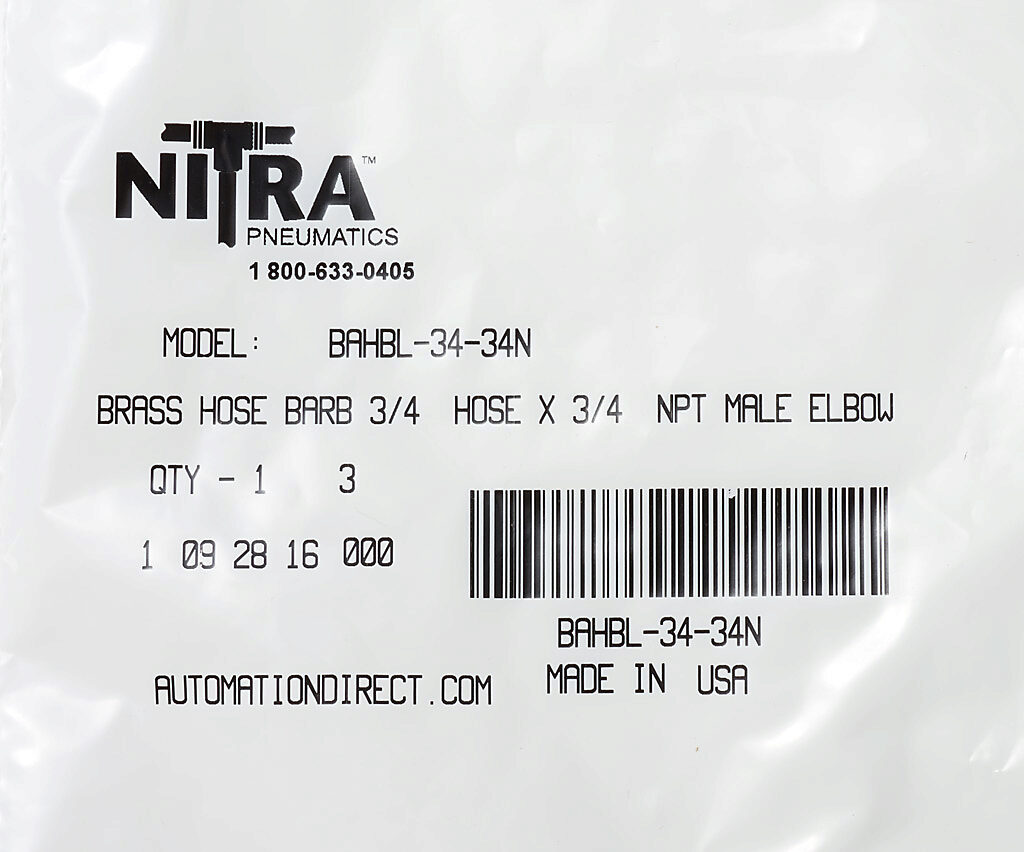 NITRA™
PNEUMATICS
1 800-633-0405
MODEL: BAHBL-34-34N
BRASS HOSE BARB 3/4 HOSE X 3/4 NPT MALE ELBOW
QTY - 1 3
1 09 28 16 000
BAHBL-34-34N
MADE IN USA
AUTOMATIONDIRECT.COM